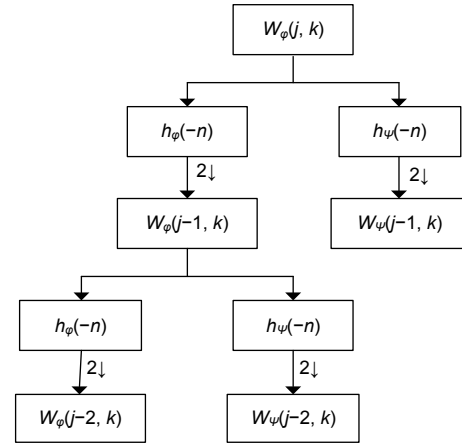 Wφ(j, k)
hφ(−n)
hΨ(−n)
2↓
2↓
Wφ(j−1, k)
WΨ(j−1, k)
hφ(−n)
hΨ(−n)
2↓
2↓
Wφ(j−2, k)
WΨ(j−2, k)